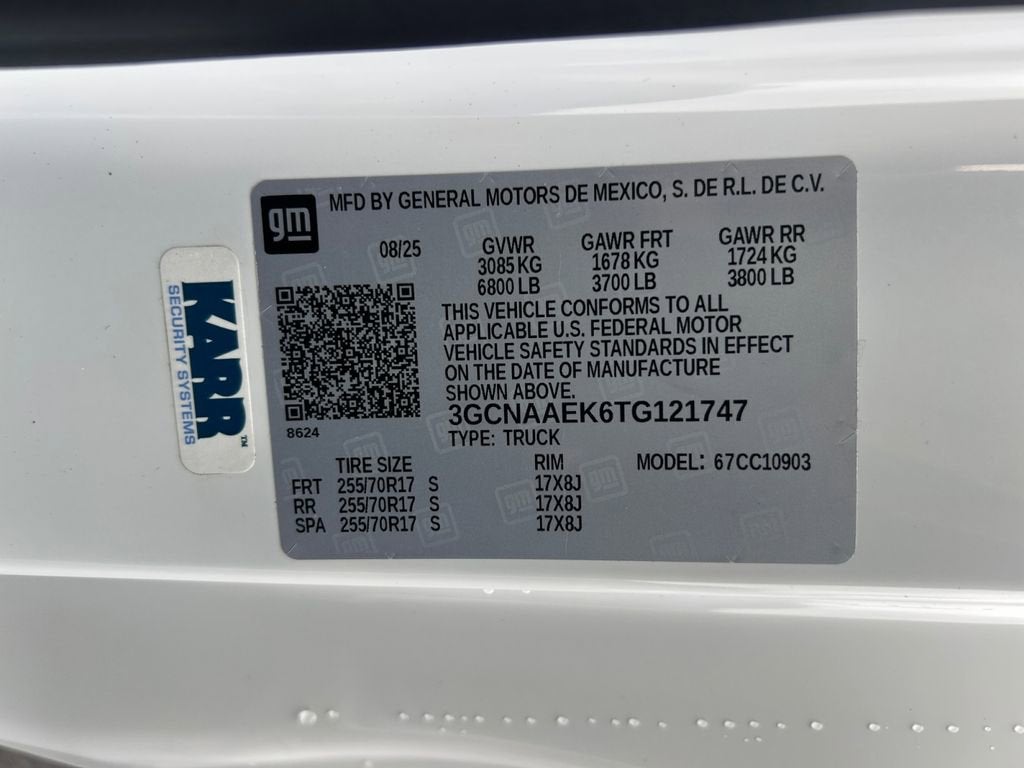 gm
MFD BY GENERAL MOTORS DE MEXICO, S. DE R.L. DE C.V.
08/25 GVWR GAWR FRT GAWR RR
3085 KG 1678 KG 1724 KG
6800 LB 3700 LB 3800 LB
THIS VEHICLE CONFORMS TO ALL
APPLICABLE U.S. FEDERAL MOTOR
VEHICLE SAFETY STANDARDS IN EFFECT
ON THE DATE OF MANUFACTURE
SHOWN ABOVE.
8624
3GCNAAEK6TG121747
TYPE: TRUCK
TIRE SIZE RIM MODEL: 67CC10903
FRT 255/70R17 S 17X8J
RR 255/70R17 S 17X8J
SPA 255/70R17 S 17X8J
KARR™
SECURITY SYSTEMS